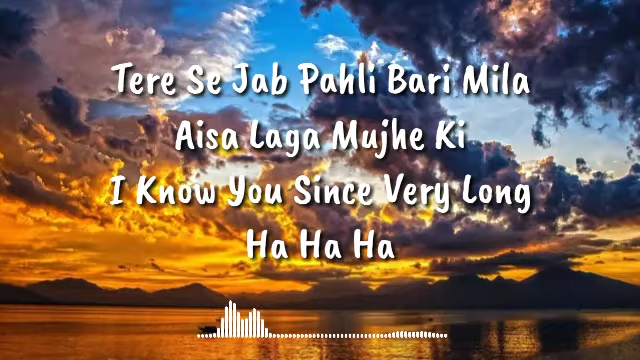 Tere Se Jab Pahli Bari Mila
Aisa Laga Mujhe Ki
I Know You Since Very Long
Ha Ha Ha